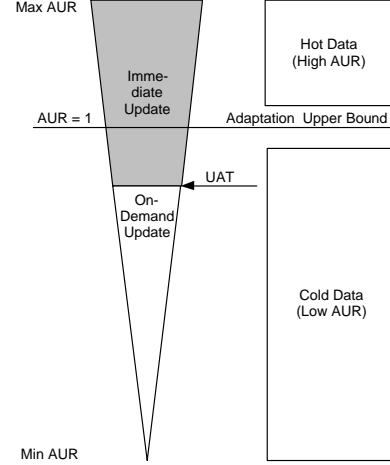 Max AUR
Hot Data
(High AUR)
Imme-
diate
Update
AUR = 1
Adaptation Upper Bound
UAT
On-
Demand
Update
Cold Data
(Low AUR)
Min AUR